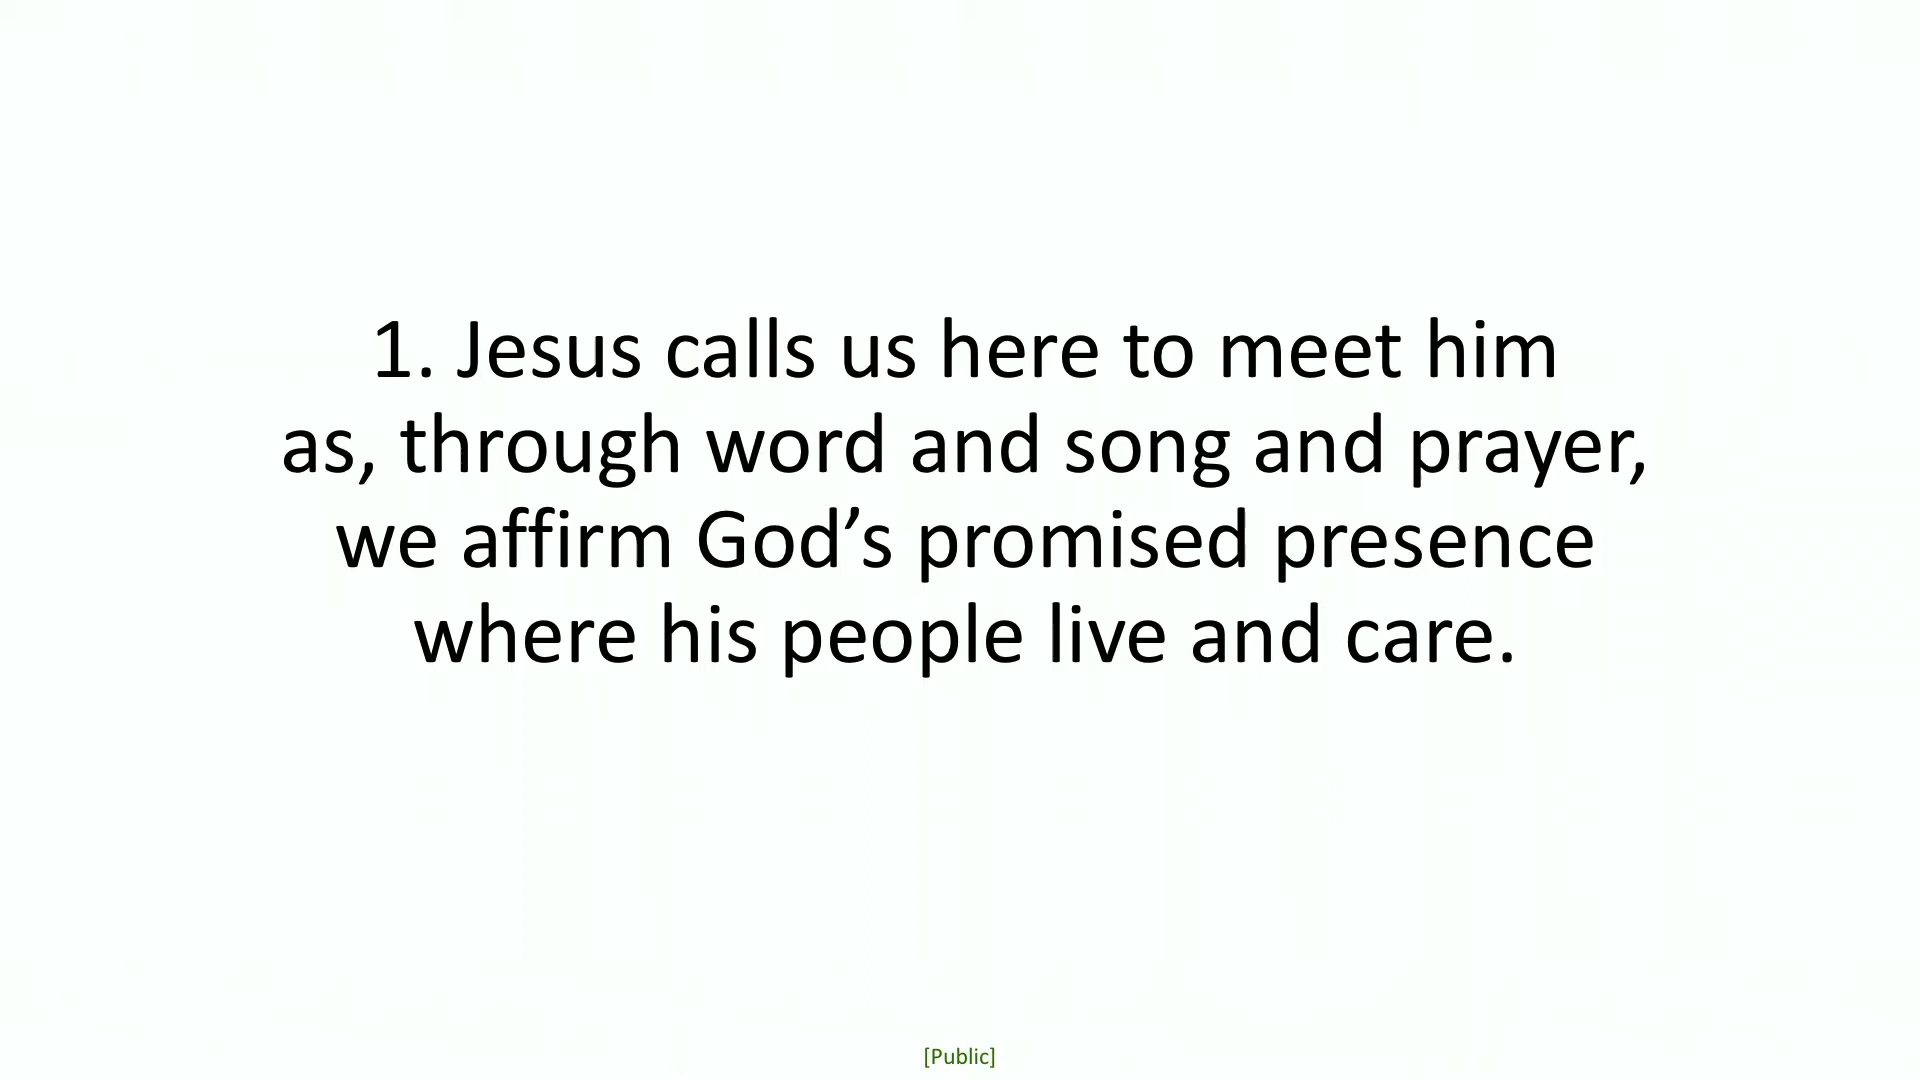 1. Jesus calls us here to meet him
as, through word and song and prayer,
we affirm God’s promised presence
where his people live and care.
[Public]